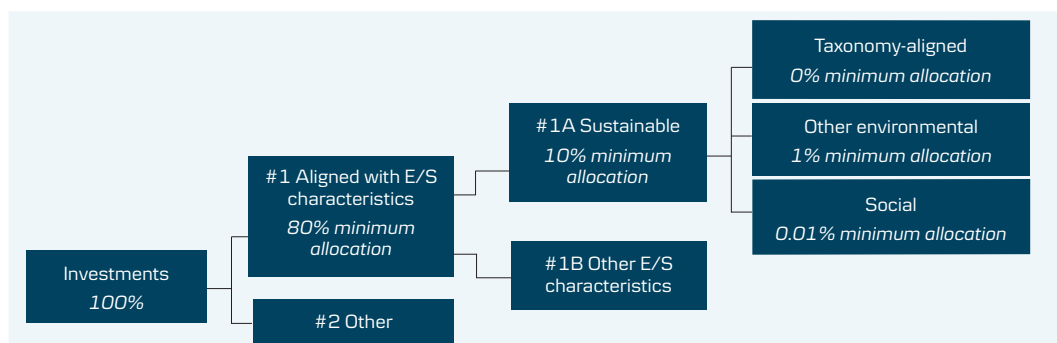 Taxonomy-aligned
0% minimum allocation
#1A Sustainable
10% minimum
allocation
Other environmental
1% minimum allocation
#1 Aligned with E/S
characteristics
80% minimum
allocation
Social
0.01% minimum allocation
#1B Other E/S
characteristics
Investments
100%
#2 Other